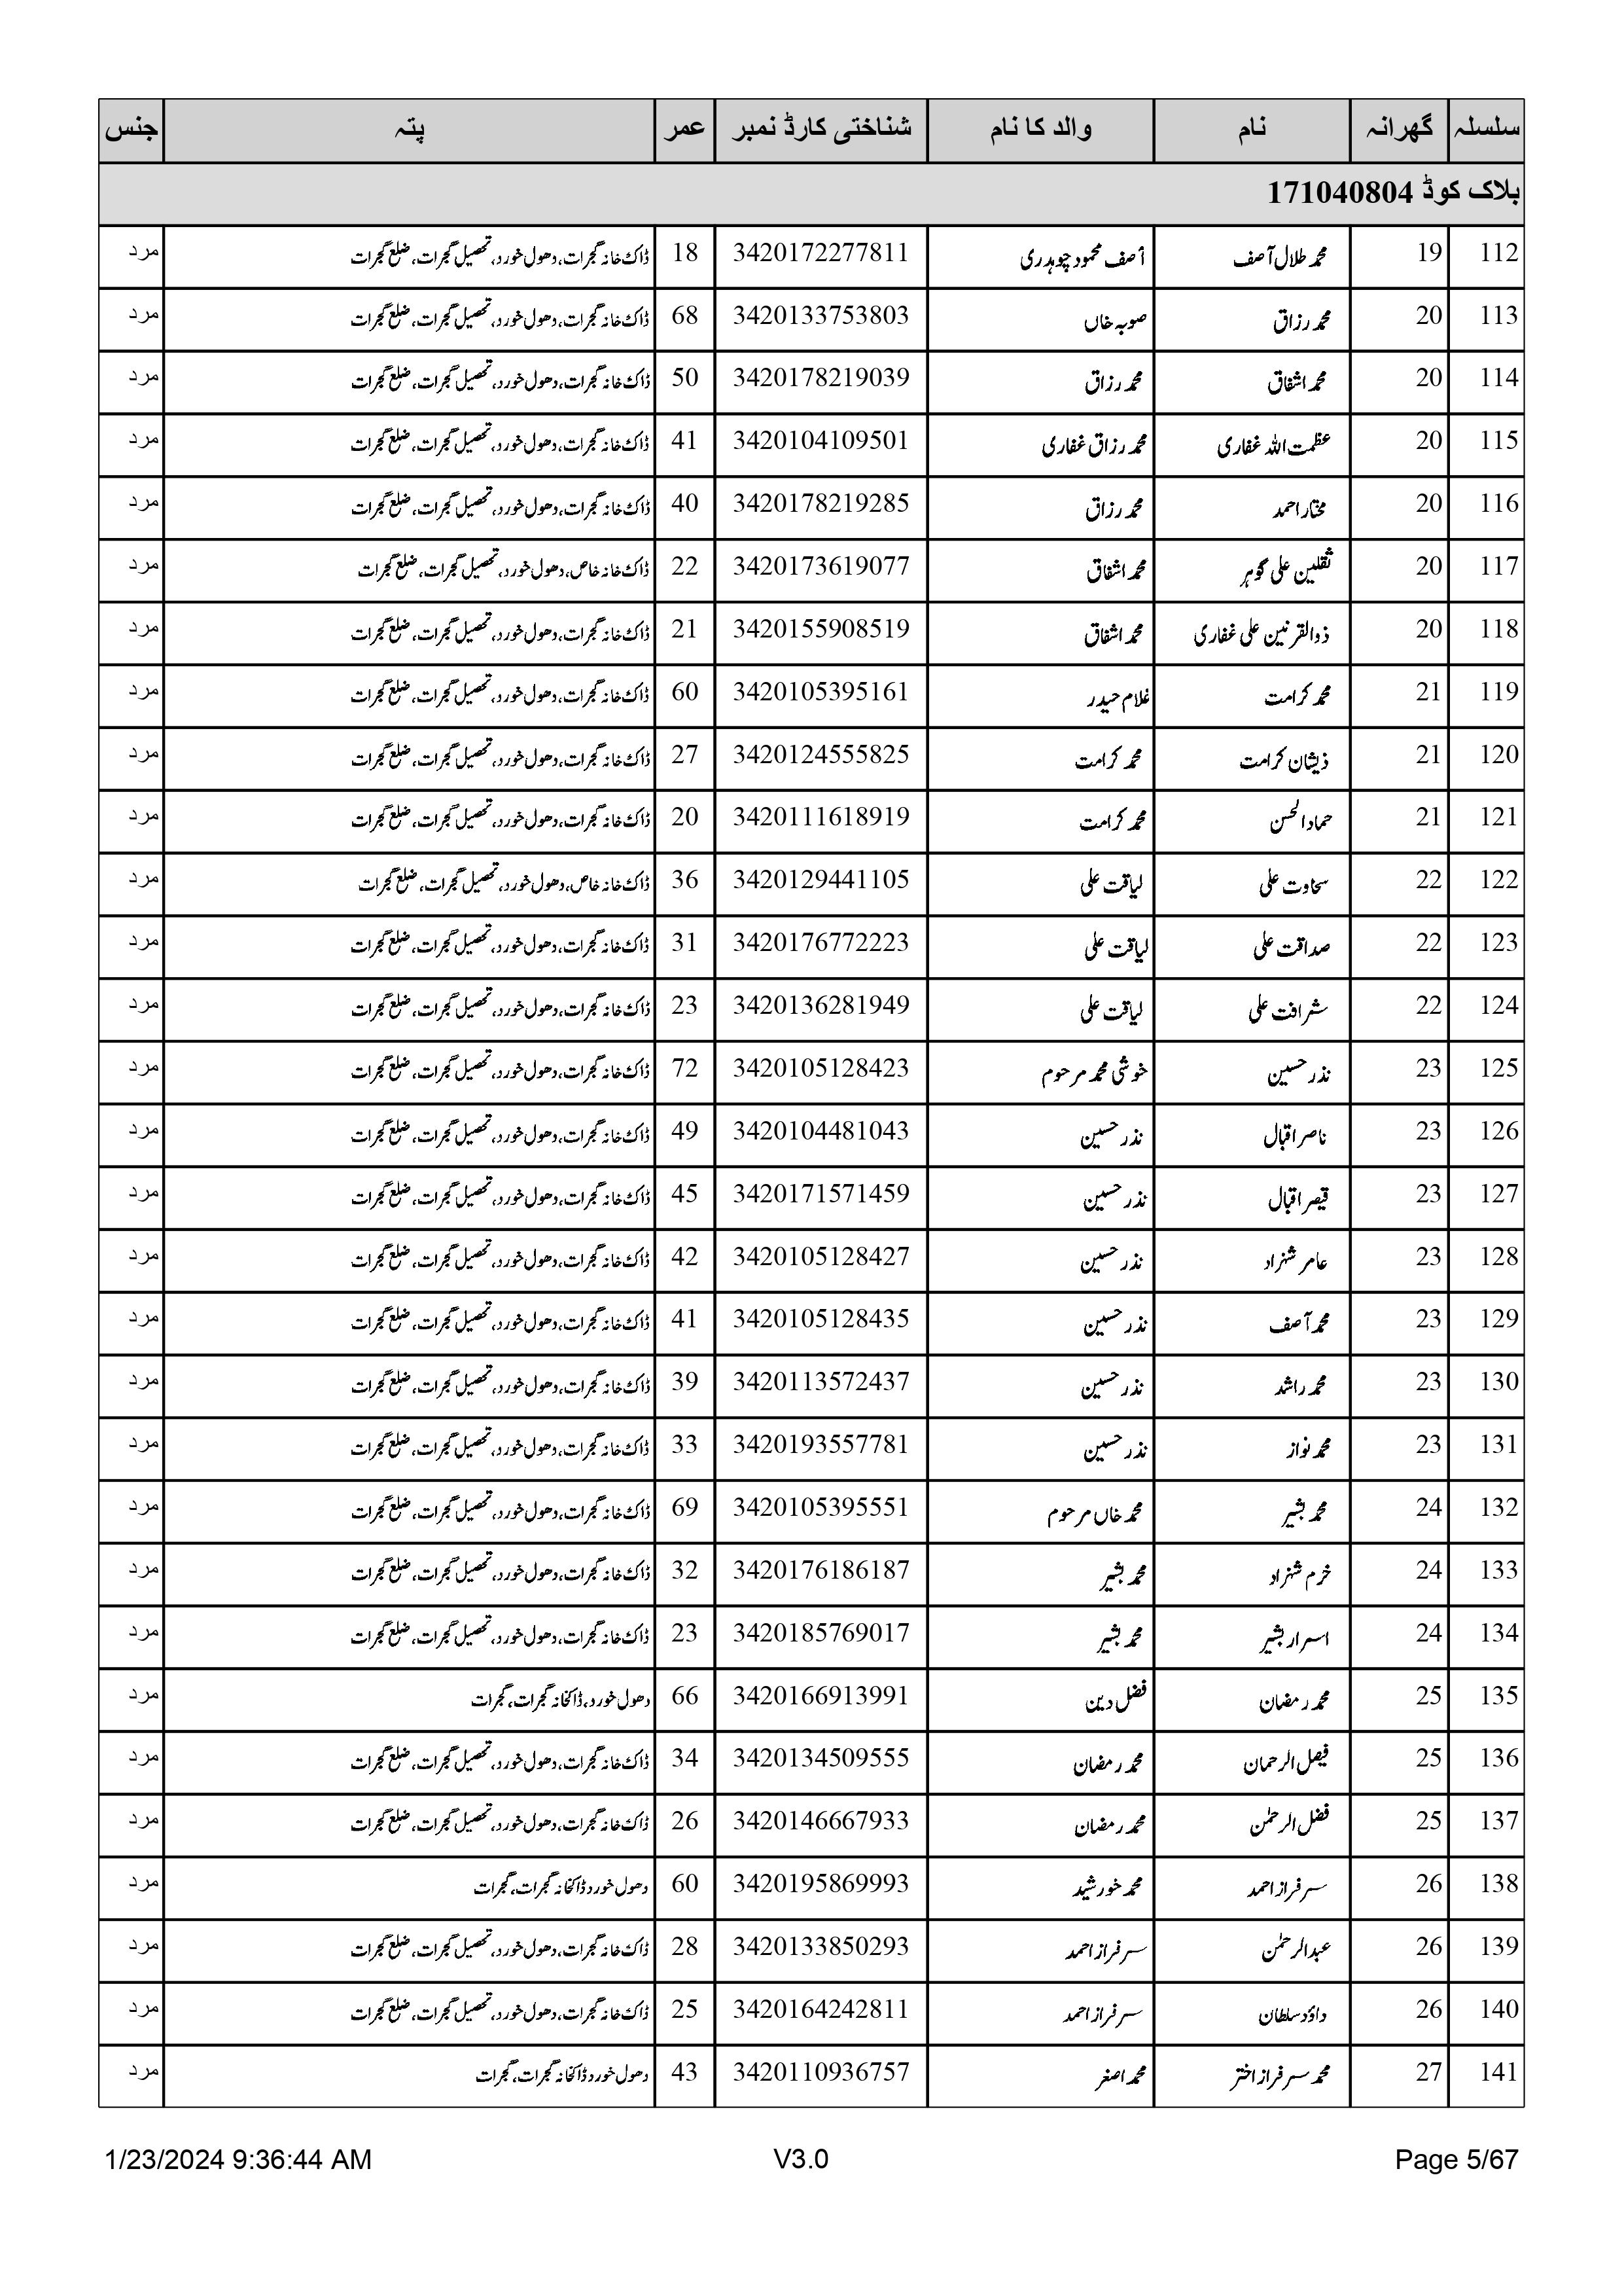 سلسلہ گھرانہ نام والد کا نام شناختی کارڈ نمبر عمر پتہ جنس
بلاک کوڈ 171040804
112 19 محمد طلال آصف أصف محمود چوہدری 3420172277811 18 ڈاک خانہ گجرات، دھول خورد، تحصیل گجرات، ضلع گجرات مرد
113 20 محمد رزاق صوبہ خاں 3420133753803 68 ڈاک خانہ گجرات، دھول خورد، تحصیل گجرات، ضلع گجرات مرد
114 20 محمد اشفاق محمد رزاق 3420178219039 50 ڈاک خانہ گجرات، دھول خورد، تحصیل گجرات، ضلع گجرات مرد
115 20 عظمت اللہ غفاری محمد رزاق غفاری 3420104109501 41 ڈاک خانہ گجرات، دھول خورد، تحصیل گجرات، ضلع گجرات مرد
116 20 مختار احمد محمد رزاق 3420178219285 40 ڈاک خانہ گجرات، دھول خورد، تحصیل گجرات، ضلع گجرات مرد
117 20 ثقلین علی گوہر محمد اشفاق 3420173619077 22 ڈاک خانہ خاص، دھول خورد، تحصیل گجرات، ضلع گجرات مرد
118 20 ذوالقرنین علی غفاری محمد اشفاق 3420155908519 21 ڈاک خانہ گجرات، دھول خورد، تحصیل گجرات، ضلع گجرات مرد
119 21 محمد کرامت غلام حیدر 3420105395161 60 ڈاک خانہ گجرات، دھول خورد، تحصیل گجرات، ضلع گجرات مرد
120 21 ذیشان کرامت محمد کرامت 3420124555825 27 ڈاک خانہ گجرات، دھول خورد، تحصیل گجرات، ضلع گجرات مرد
121 21 حماد الحسن محمد کرامت 3420111618919 20 ڈاک خانہ گجرات، دھول خورد، تحصیل گجرات، ضلع گجرات مرد
122 22 سخاوت علی لیاقت علی 3420129441105 36 ڈاک خانہ خاص، دھول خورد، تحصیل گجرات، ضلع گجرات مرد
123 22 صداقت علی لیاقت علی 3420176772223 31 ڈاک خانہ گجرات، دھول خورد، تحصیل گجرات، ضلع گجرات مرد
124 22 شرافت علی لیاقت علی 3420136281949 23 ڈاک خانہ گجرات، دھول خورد، تحصیل گجرات، ضلع گجرات مرد
125 23 نذر حسین خوشی محمد مرحوم 3420105128423 72 ڈاک خانہ گجرات، دھول خورد، تحصیل گجرات، ضلع گجرات مرد
126 23 ناصر اقبال نذر حسین 3420104481043 49 ڈاک خانہ گجرات، دھول خورد، تحصیل گجرات، ضلع گجرات مرد
127 23 قیصر اقبال نذر حسین 3420171571459 45 ڈاک خانہ گجرات، دھول خورد، تحصیل گجرات، ضلع گجرات مرد
128 23 عامر شہزاد نذر حسین 3420105128427 42 ڈاک خانہ گجرات، دھول خورد، تحصیل گجرات، ضلع گجرات مرد
129 23 محمد آصف نذر حسین 3420105128435 41 ڈاک خانہ گجرات، دھول خورد، تحصیل گجرات، ضلع گجرات مرد
130 23 محمد راشد نذر حسین 3420113572437 39 ڈاک خانہ گجرات، دھول خورد، تحصیل گجرات، ضلع گجرات مرد
131 23 محمد نواز نذر حسین 3420193557781 33 ڈاک خانہ گجرات، دھول خورد، تحصیل گجرات، ضلع گجرات مرد
132 24 محمد بشیر محمد خاں مرحوم 3420105395551 69 ڈاک خانہ گجرات، دھول خورد، تحصیل گجرات، ضلع گجرات مرد
133 24 خرم شہزاد محمد بشیر 3420176186187 32 ڈاک خانہ گجرات، دھول خورد، تحصیل گجرات، ضلع گجرات مرد
134 24 اسرار بشیر محمد بشیر 3420185769017 23 ڈاک خانہ گجرات، دھول خورد، تحصیل گجرات، ضلع گجرات مرد
135 25 محمد رمضان فضل دین 3420166913991 66 دھول خورد، ڈاکخانہ گجرات، گجرات مرد
136 25 فیصل الرحمان محمد رمضان 3420134509555 34 ڈاک خانہ گجرات، دھول خورد، تحصیل گجرات، ضلع گجرات مرد
137 25 فضل الرحمٰن محمد رمضان 3420146667933 26 ڈاک خانہ گجرات، دھول خورد، تحصیل گجرات، ضلع گجرات مرد
138 26 سرفراز احمد محمد خورشید 3420195869993 60 دھول خورد ڈاکخانہ گجرات، گجرات مرد
139 26 عبدالرحمٰن سرفراز احمد 3420133850293 28 ڈاک خانہ گجرات، دھول خورد، تحصیل گجرات، ضلع گجرات مرد
140 26 داؤد سلطان سرفراز احمد 3420164242811 25 ڈاک خانہ گجرات، دھول خورد، تحصیل گجرات، ضلع گجرات مرد
141 27 محمد سرفراز اختر محمد اصغر 3420110936757 43 دھول خورد ڈاکخانہ گجرات، گجرات مرد
1/23/2024 9:36:44 AM V3.0 Page 5/67